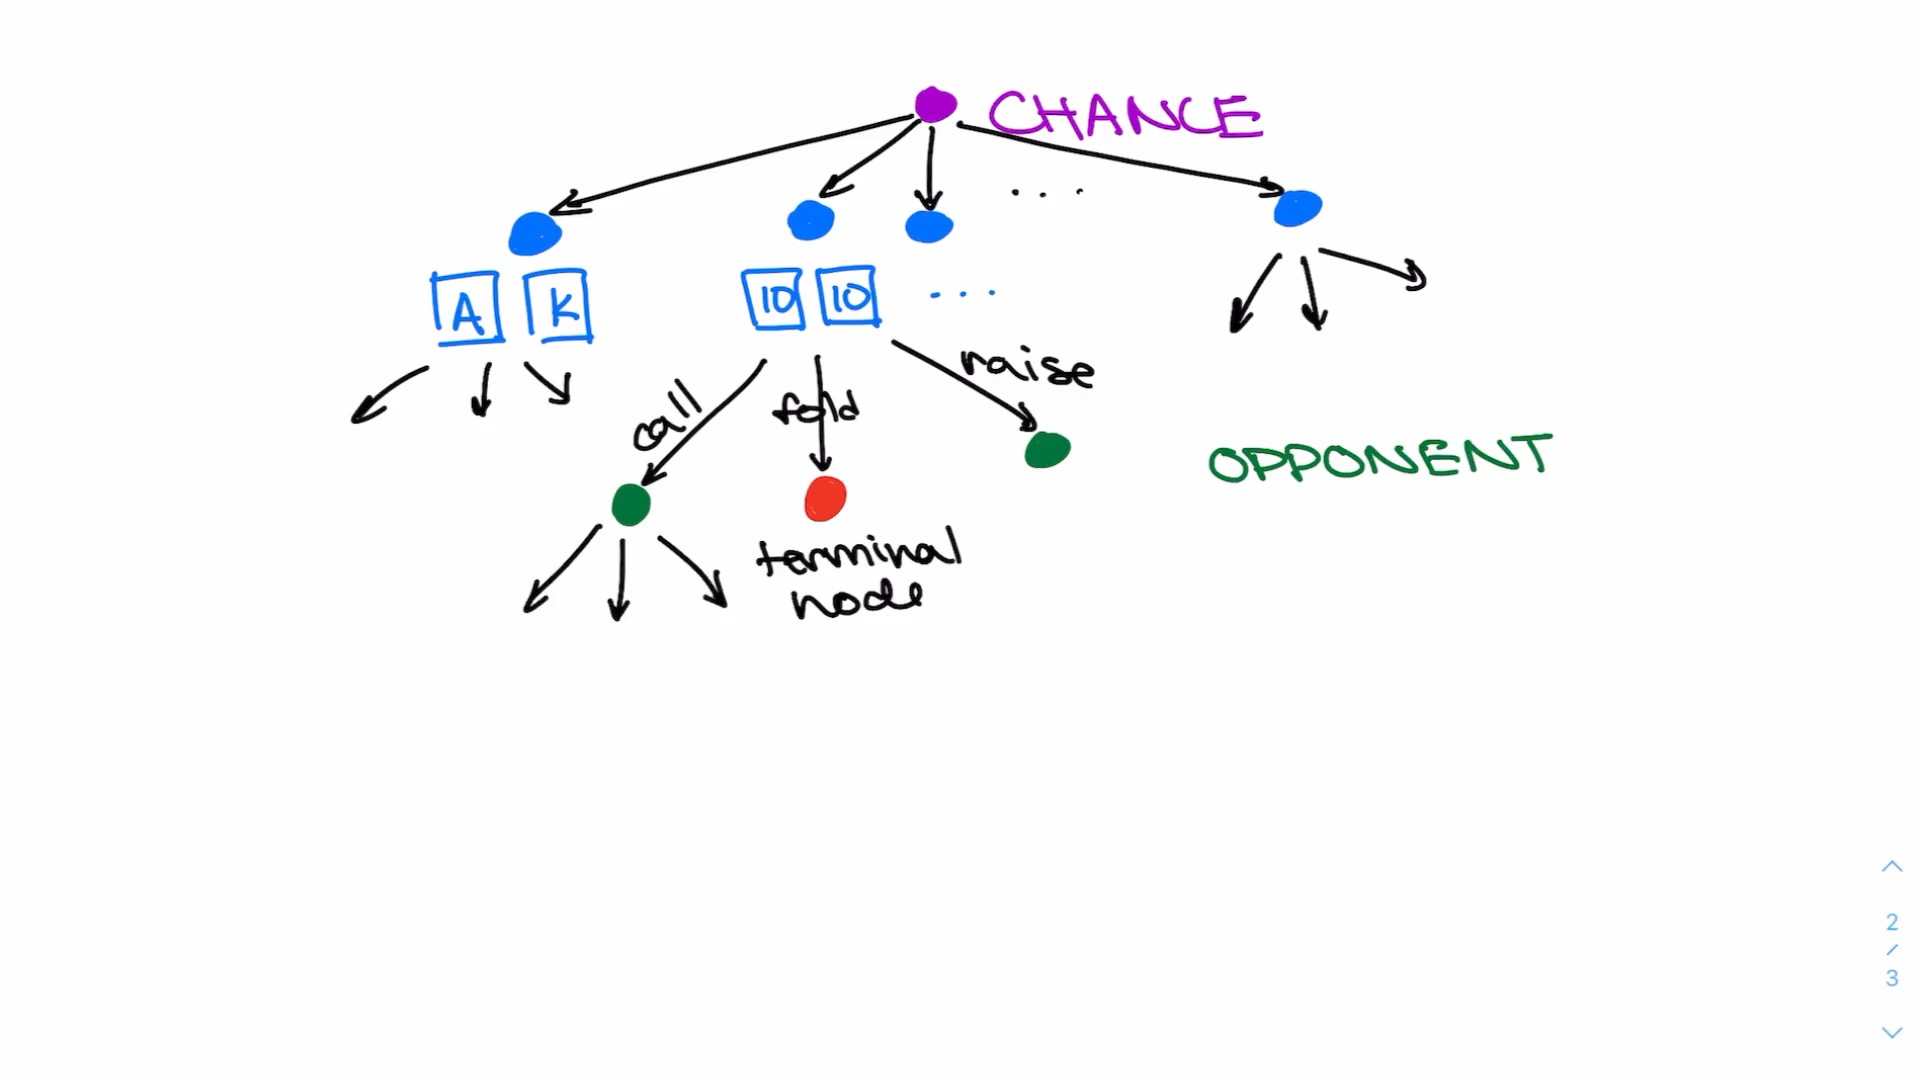 CHANCE
...
A K
10 10 ...
call
fold
raise
OPPONENT
terminal
node
2
/
3